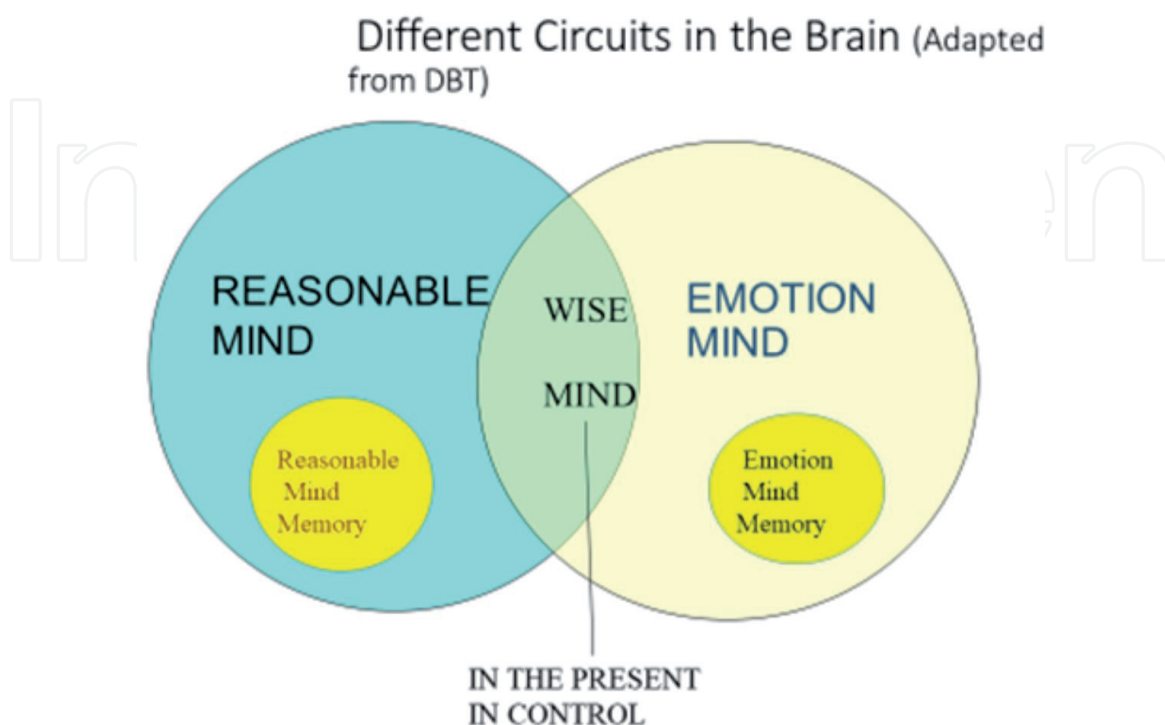 Different Circuits in the Brain (Adapted
from DBT)
REASONABLE
MIND
WISE
MIND
EMOTION
MIND
Reasonable
Mind
Memory
Emotion
Mind
Memory
IN THE PRESENT
IN CONTROL